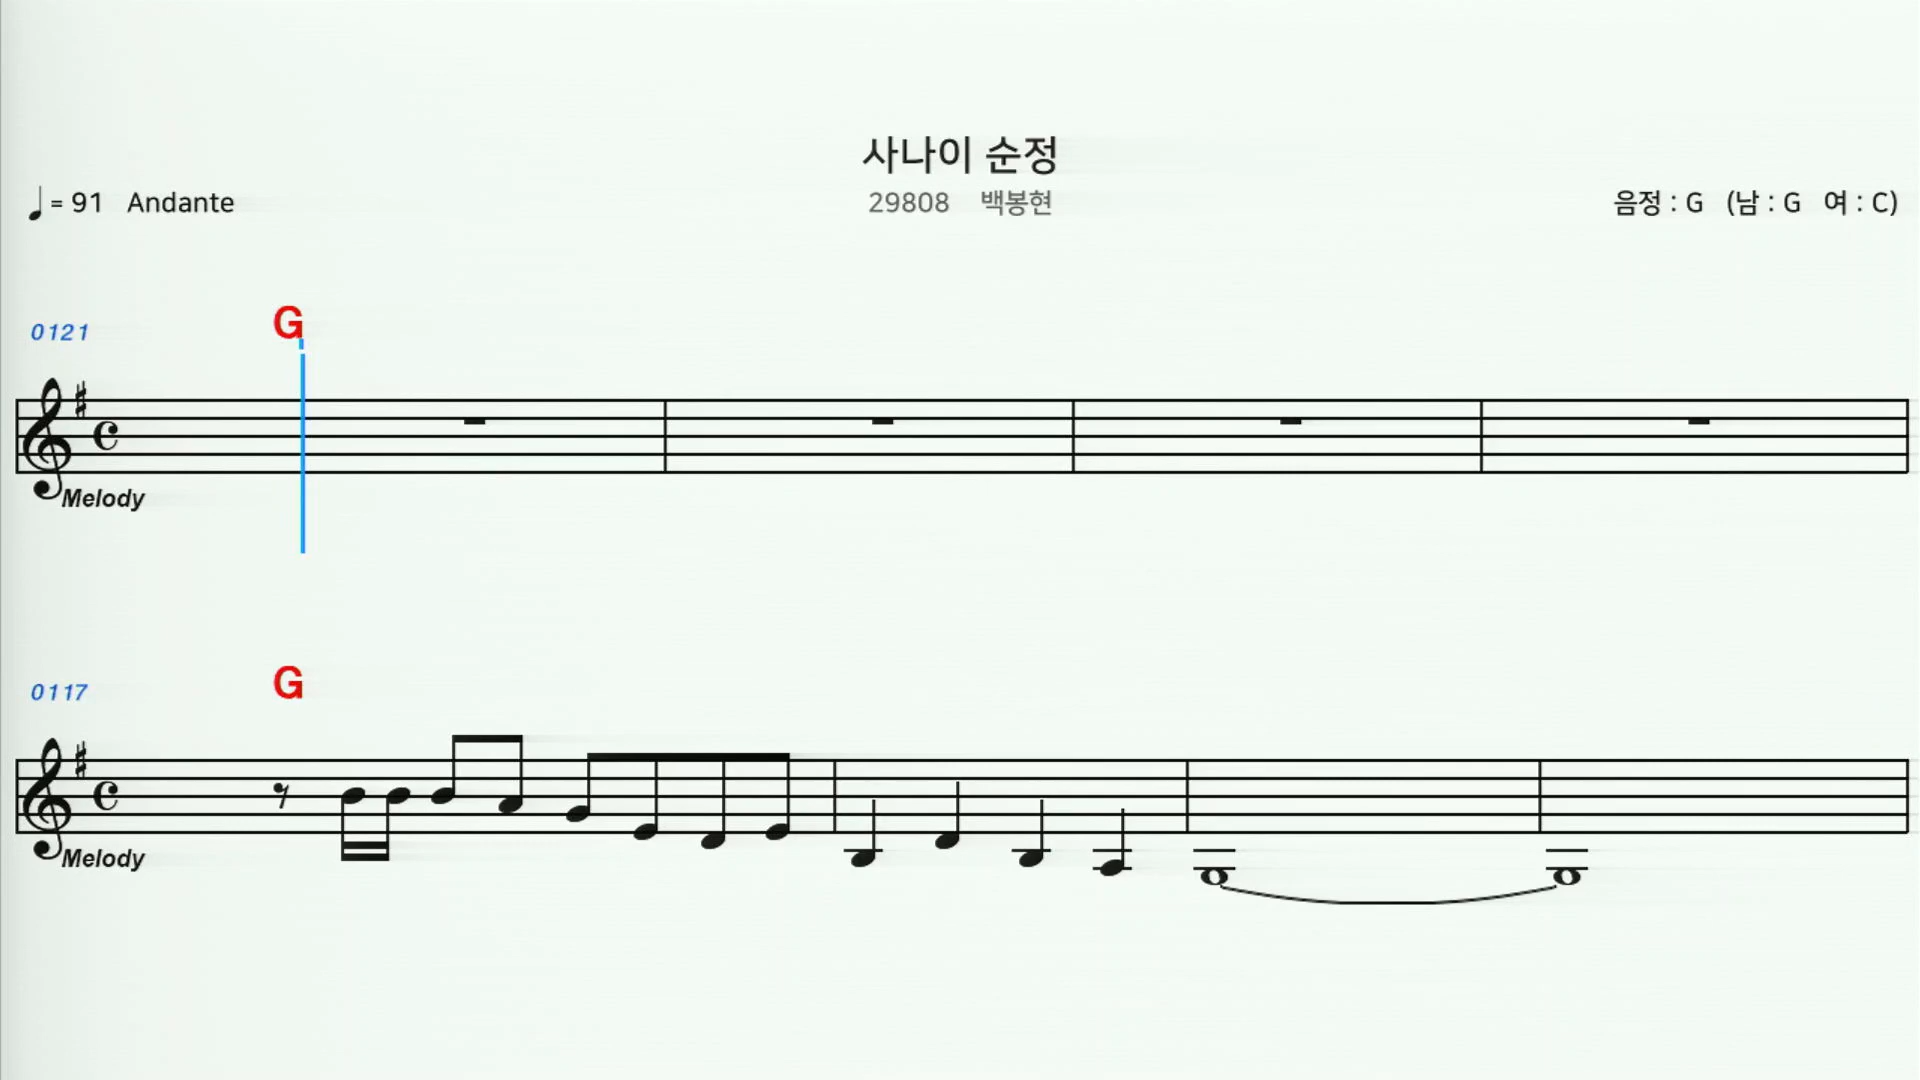 사나이 순정
♩= 91 Andante
29808 백봉현
음정 : G (남 : G 여 : C)
0121
G
Melody
0117
G
Melody